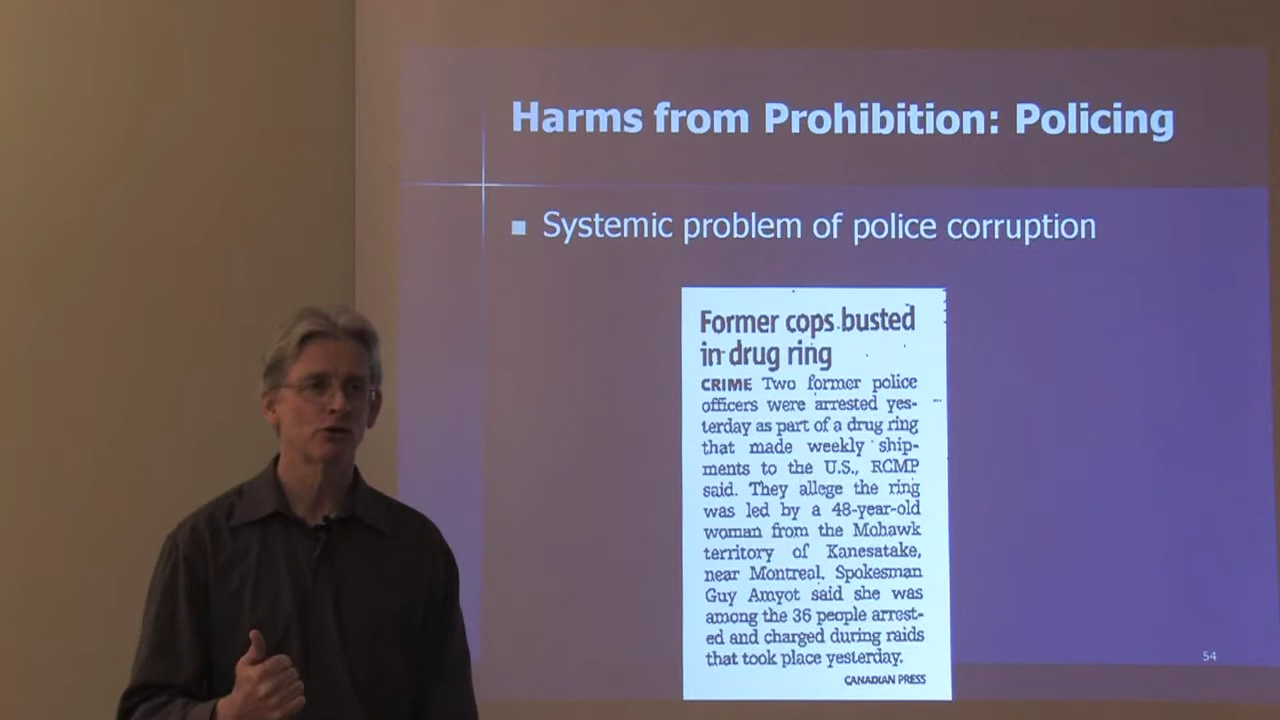 Harms from Prohibition: Policing
Systemic problem of police corruption
Former cops busted
in drug ring
CRIME Two former police
officers were arrested yes-
terday as part of a drug ring
that made weekly ship-
ments to the U.S., RCMP
said. They allege the ring
was led by a 48-year-old
woman from the Mohawk
territory of Kanesatake,
near Montreal. Spokesman
Guy Amyot said she was
among the 36 people arrest-
ed and charged during raids
that took place yesterday.
CANADIAN PRESS
54